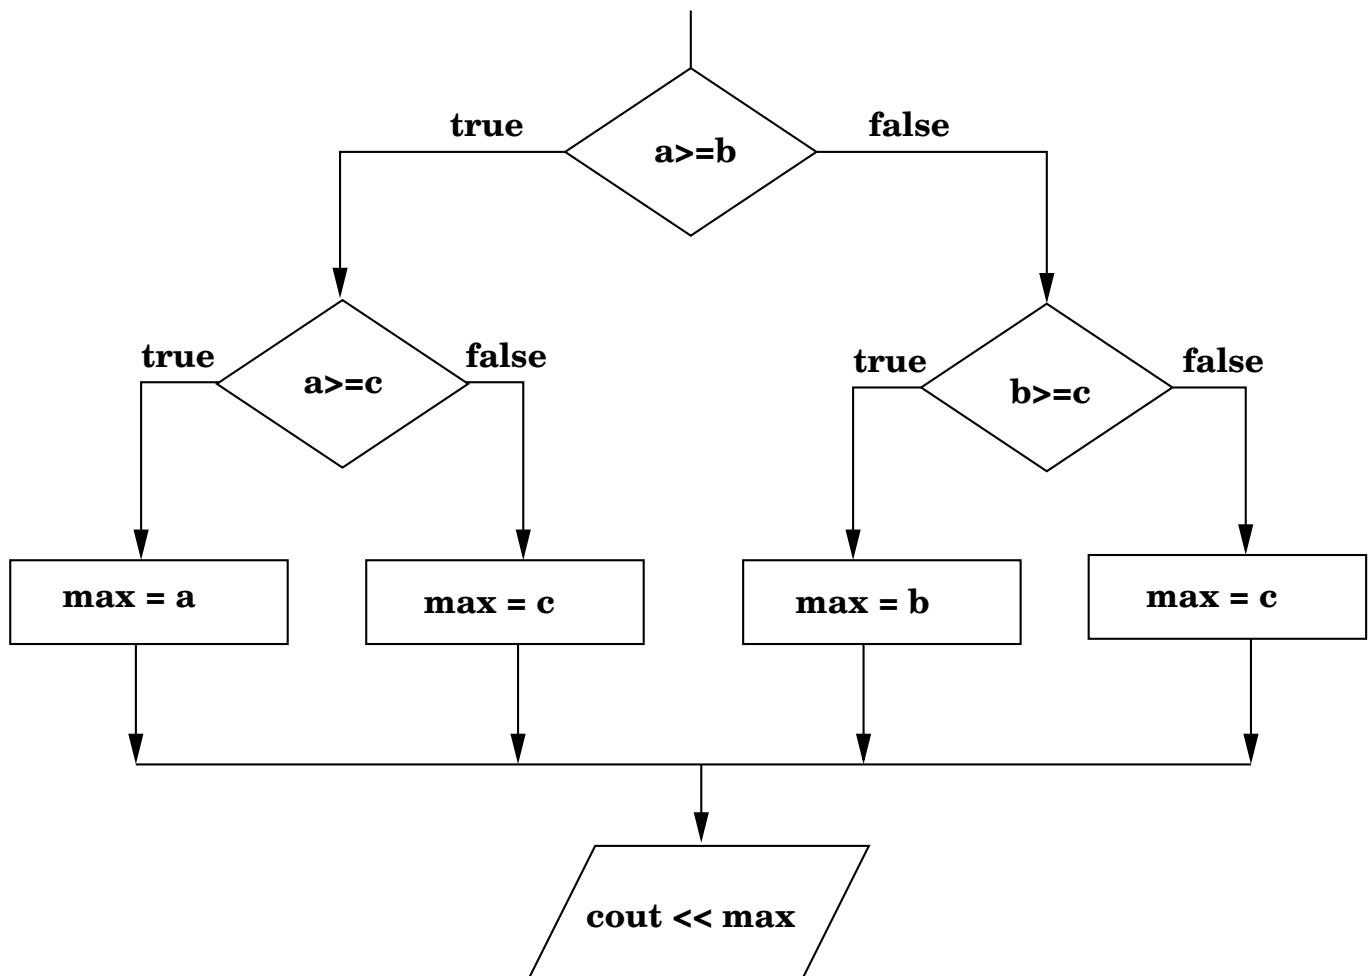 true
false
a>=b
true
false
a>=c
true
false
b>=c
max = a
max = c
max = b
max = c
cout << max